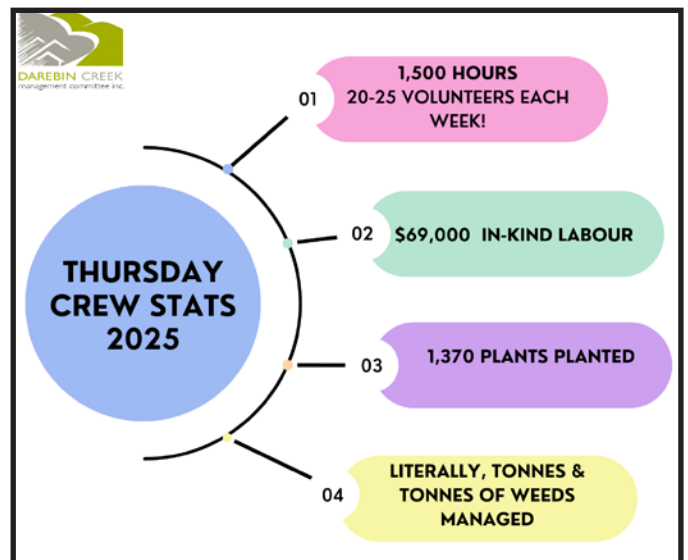 DAREBIN CREEK
management committee inc.
THURSDAY
CREW STATS
2025
01
1,500 HOURS
20-25 VOLUNTEERS EACH
WEEK!
02
$69,000 IN-KIND LABOUR
03
1,370 PLANTS PLANTED
04
LITERALLY, TONNES &
TONNES OF WEEDS
MANAGED